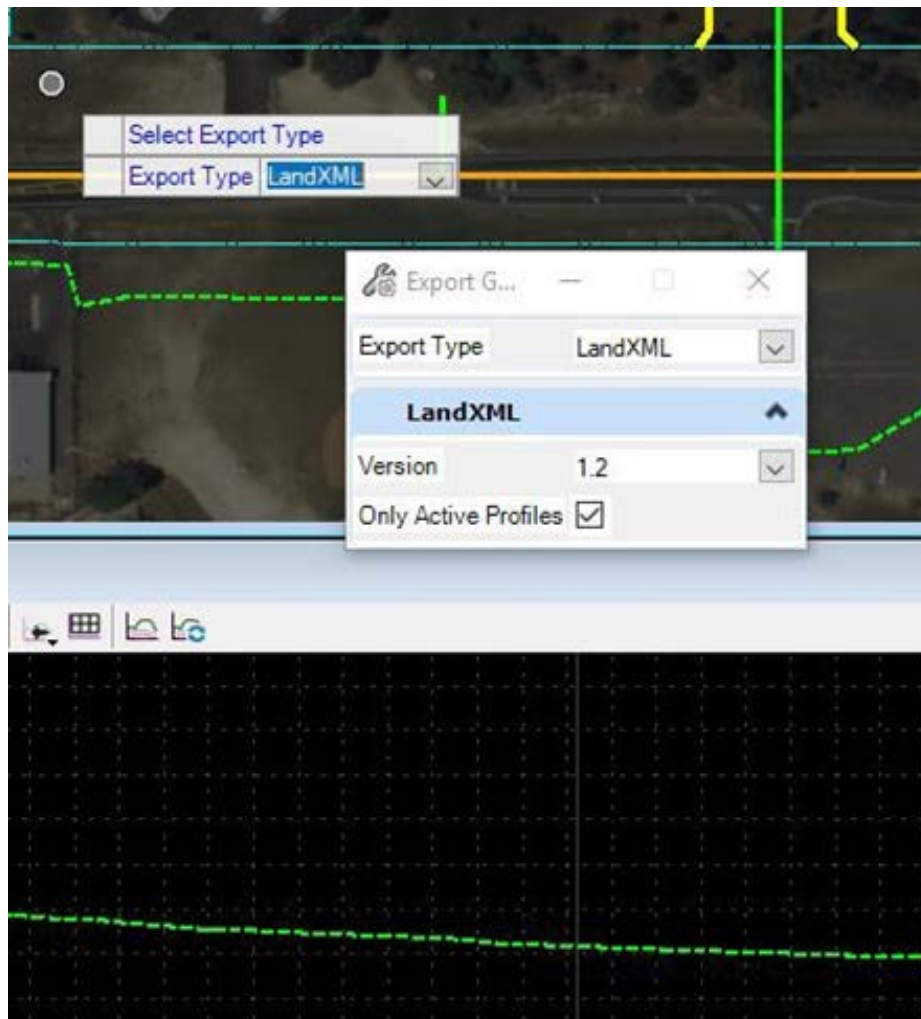 Select Export Type
Export Type LandXML
Export G...
Export Type LandXML
LandXML
Version 1.2
Only Active Profiles